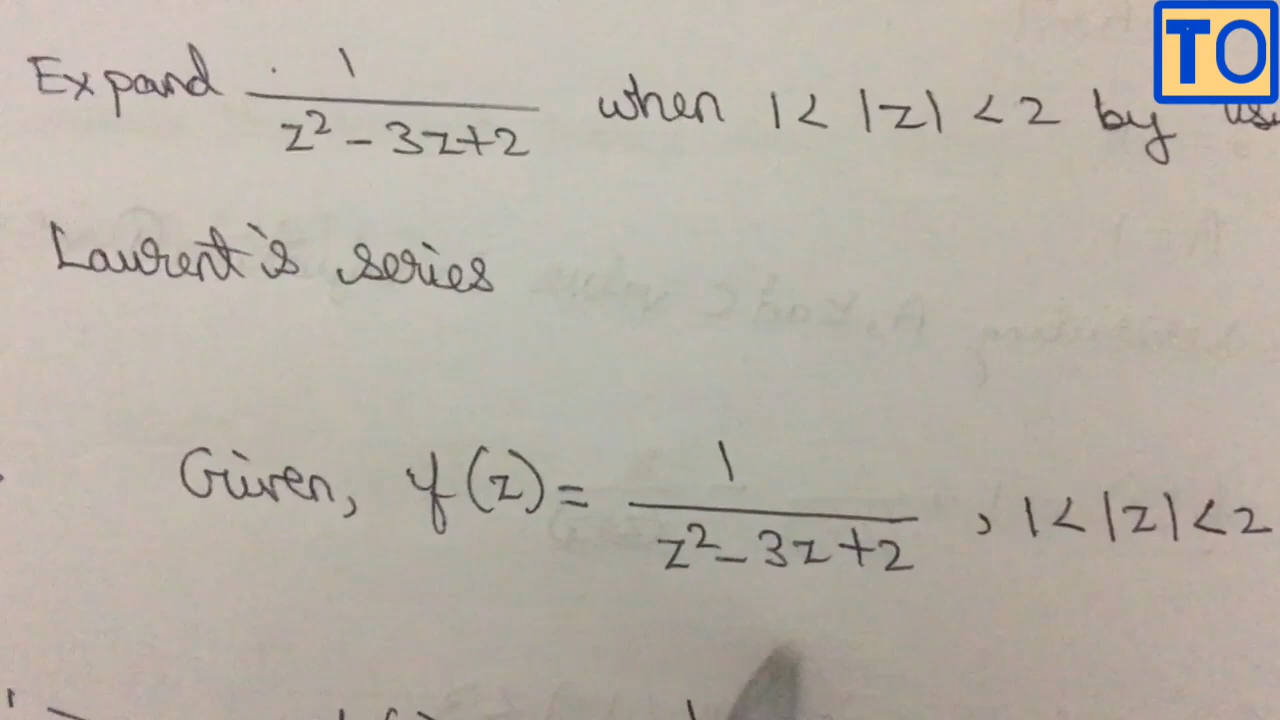 TO
Expand 1/(z² - 3z+2) when 1 < |z| < 2 by
Laurent's series
Given, f(z) = 1/(z² - 3z+2) , 1 < |z| < 2